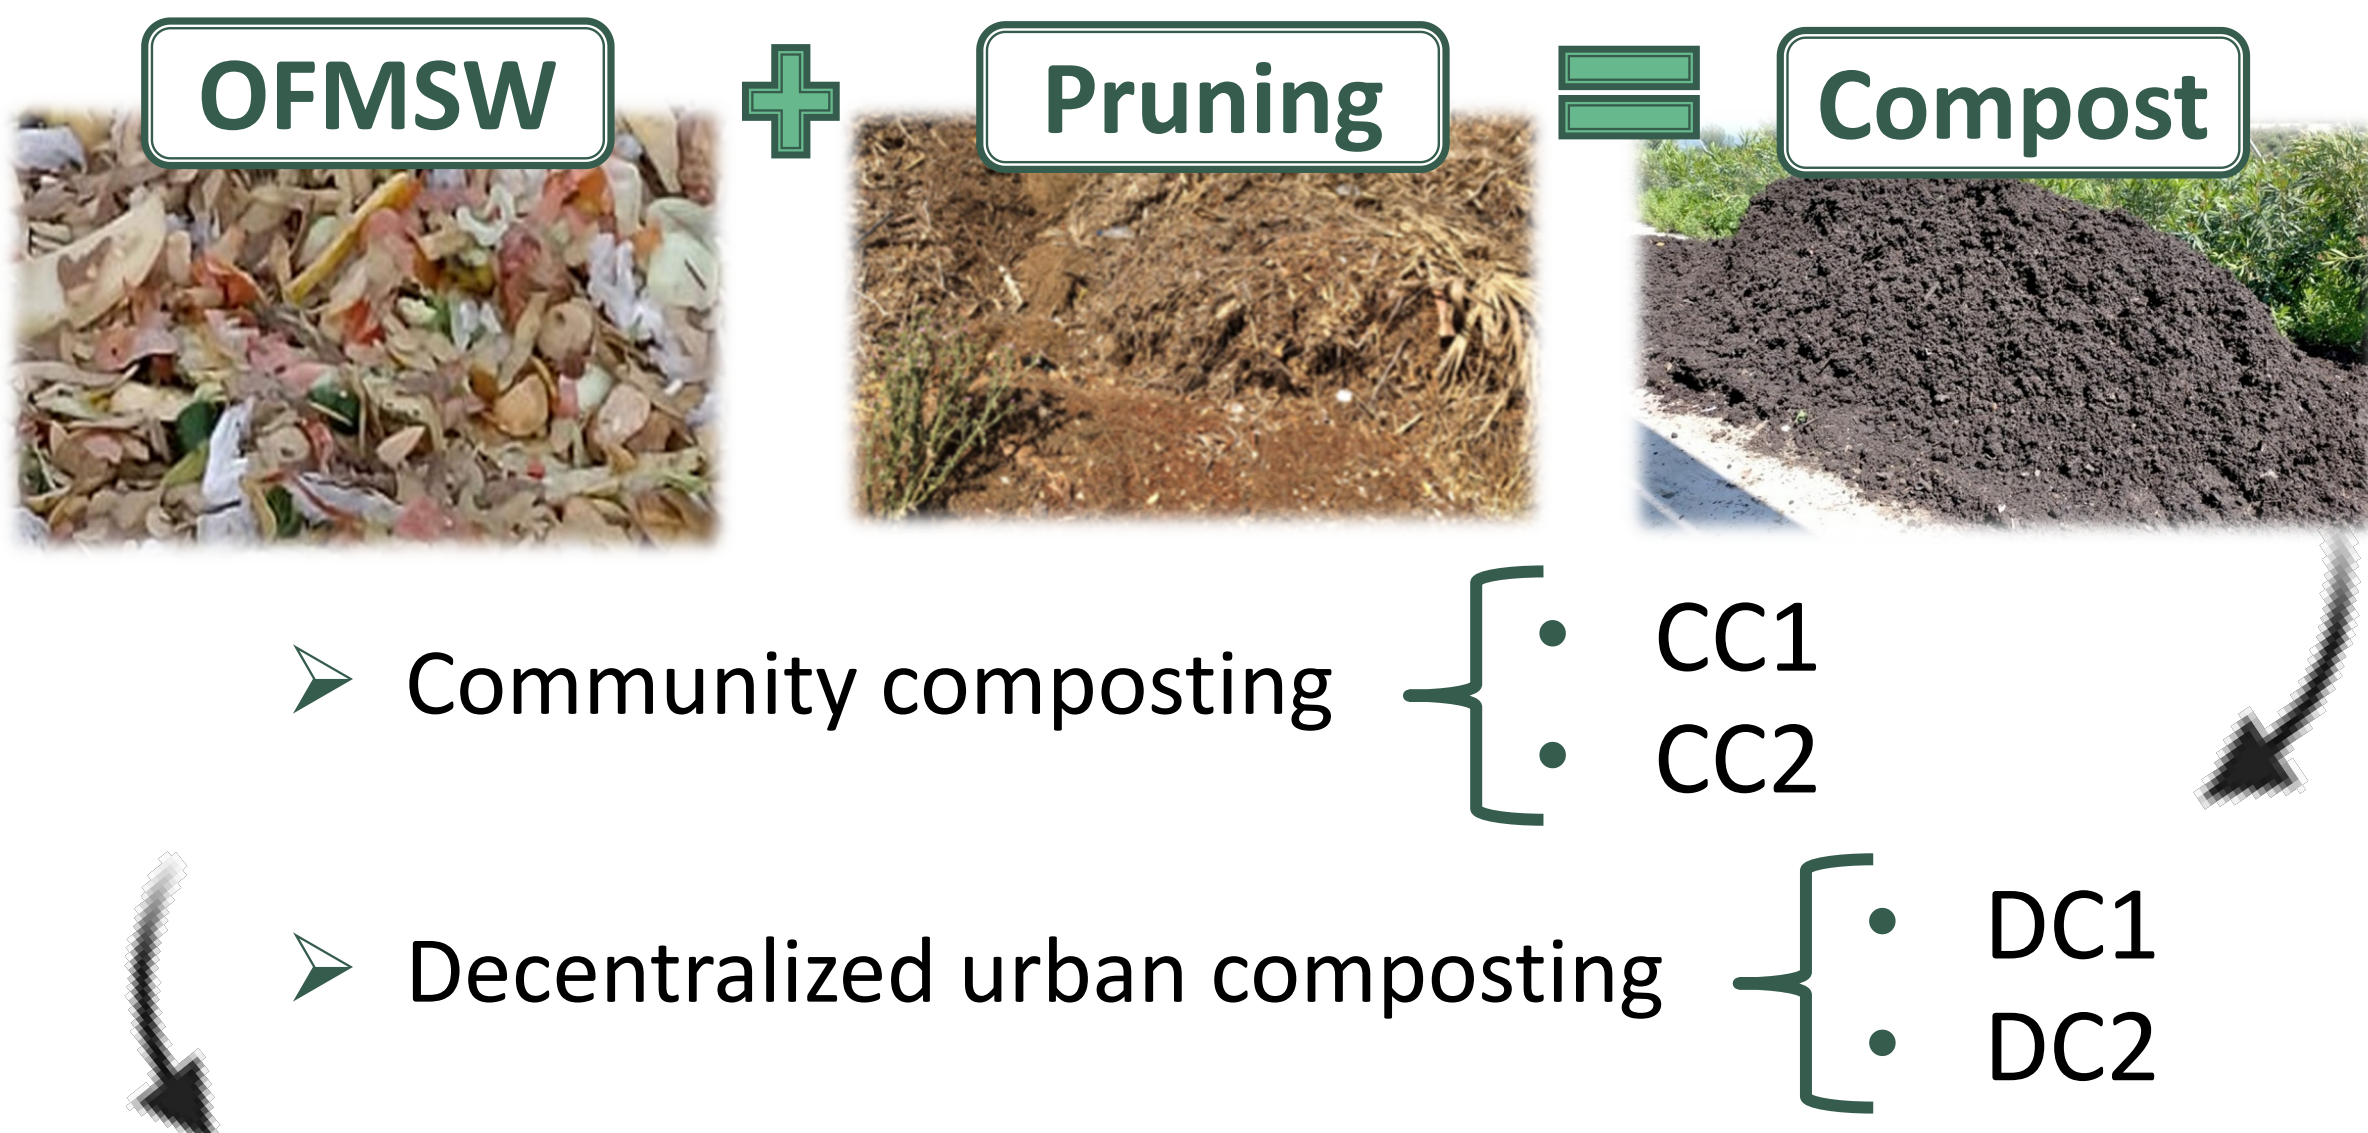 OFMSW
Pruning
Compost
Community composting
• CC1
• CC2
Decentralized urban composting
• DC1
• DC2